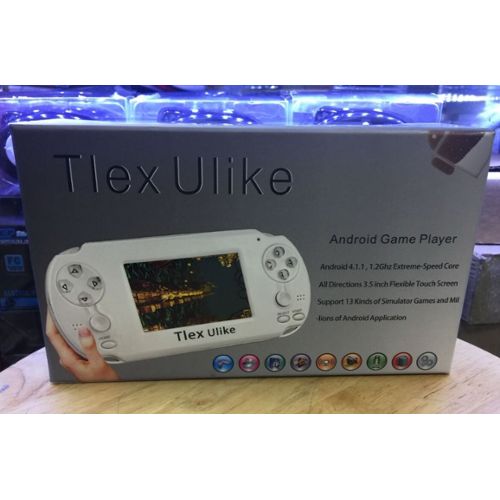 Tlex Ulike
Android Game Player
Android 4.1.1, 1.2Ghz Extreme-Speed Core
All Directions 3.5 inch Flexible Touch Screen
Support 13 Kinds of Simulator Games and Mil
-lions of Android Application
Tlex Ulike